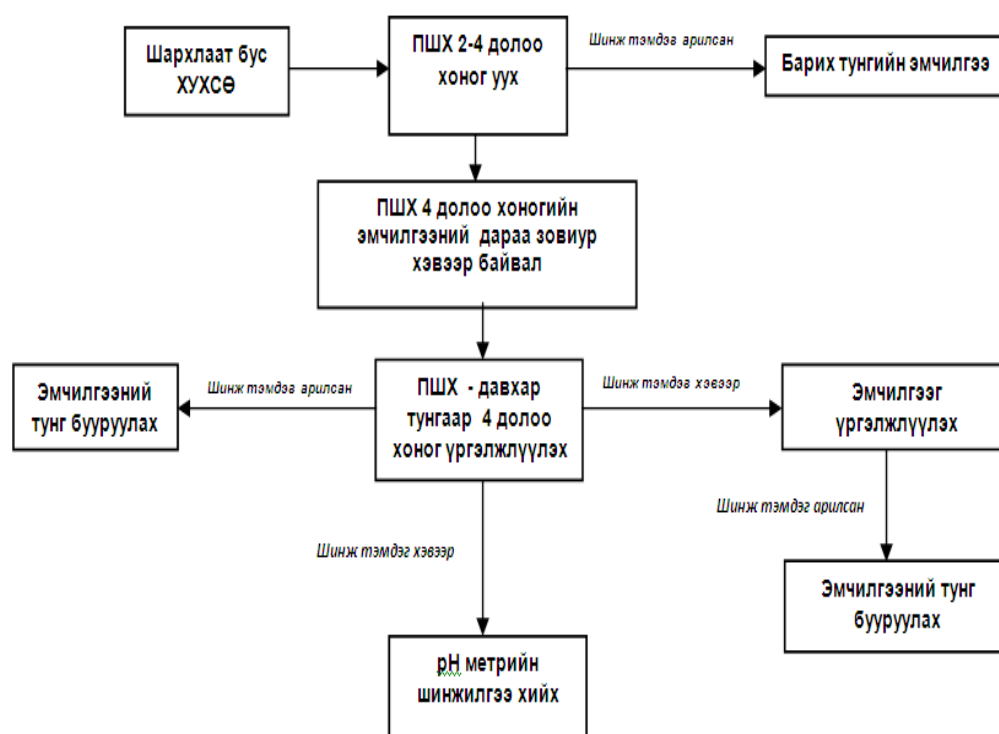 Шархлаат бус
ХУХСӨ
ПШХ 2-4 долоо
хоног уух
Шинж тэмдэг арилсан
Барих тунгийн эмчилгээ
ПШХ 4 долоо хоногийн
эмчилгээний дараа зовиур
хэвээр байвал
Эмчилгээний
тунг бууруулах
Шинж тэмдэг арилсан
ПШХ - давхар
тунгаар 4 долоо
хоног үргэлжлүүлэх
Шинж тэмдэг хэвээр
Эмчилгээг
үргэлжлүүлэх
Шинж тэмдэг арилсан
Шинж тэмдэг хэвээр
Эмчилгээний тунг
бууруулах
рН метрийн
шинжилгээ хийх